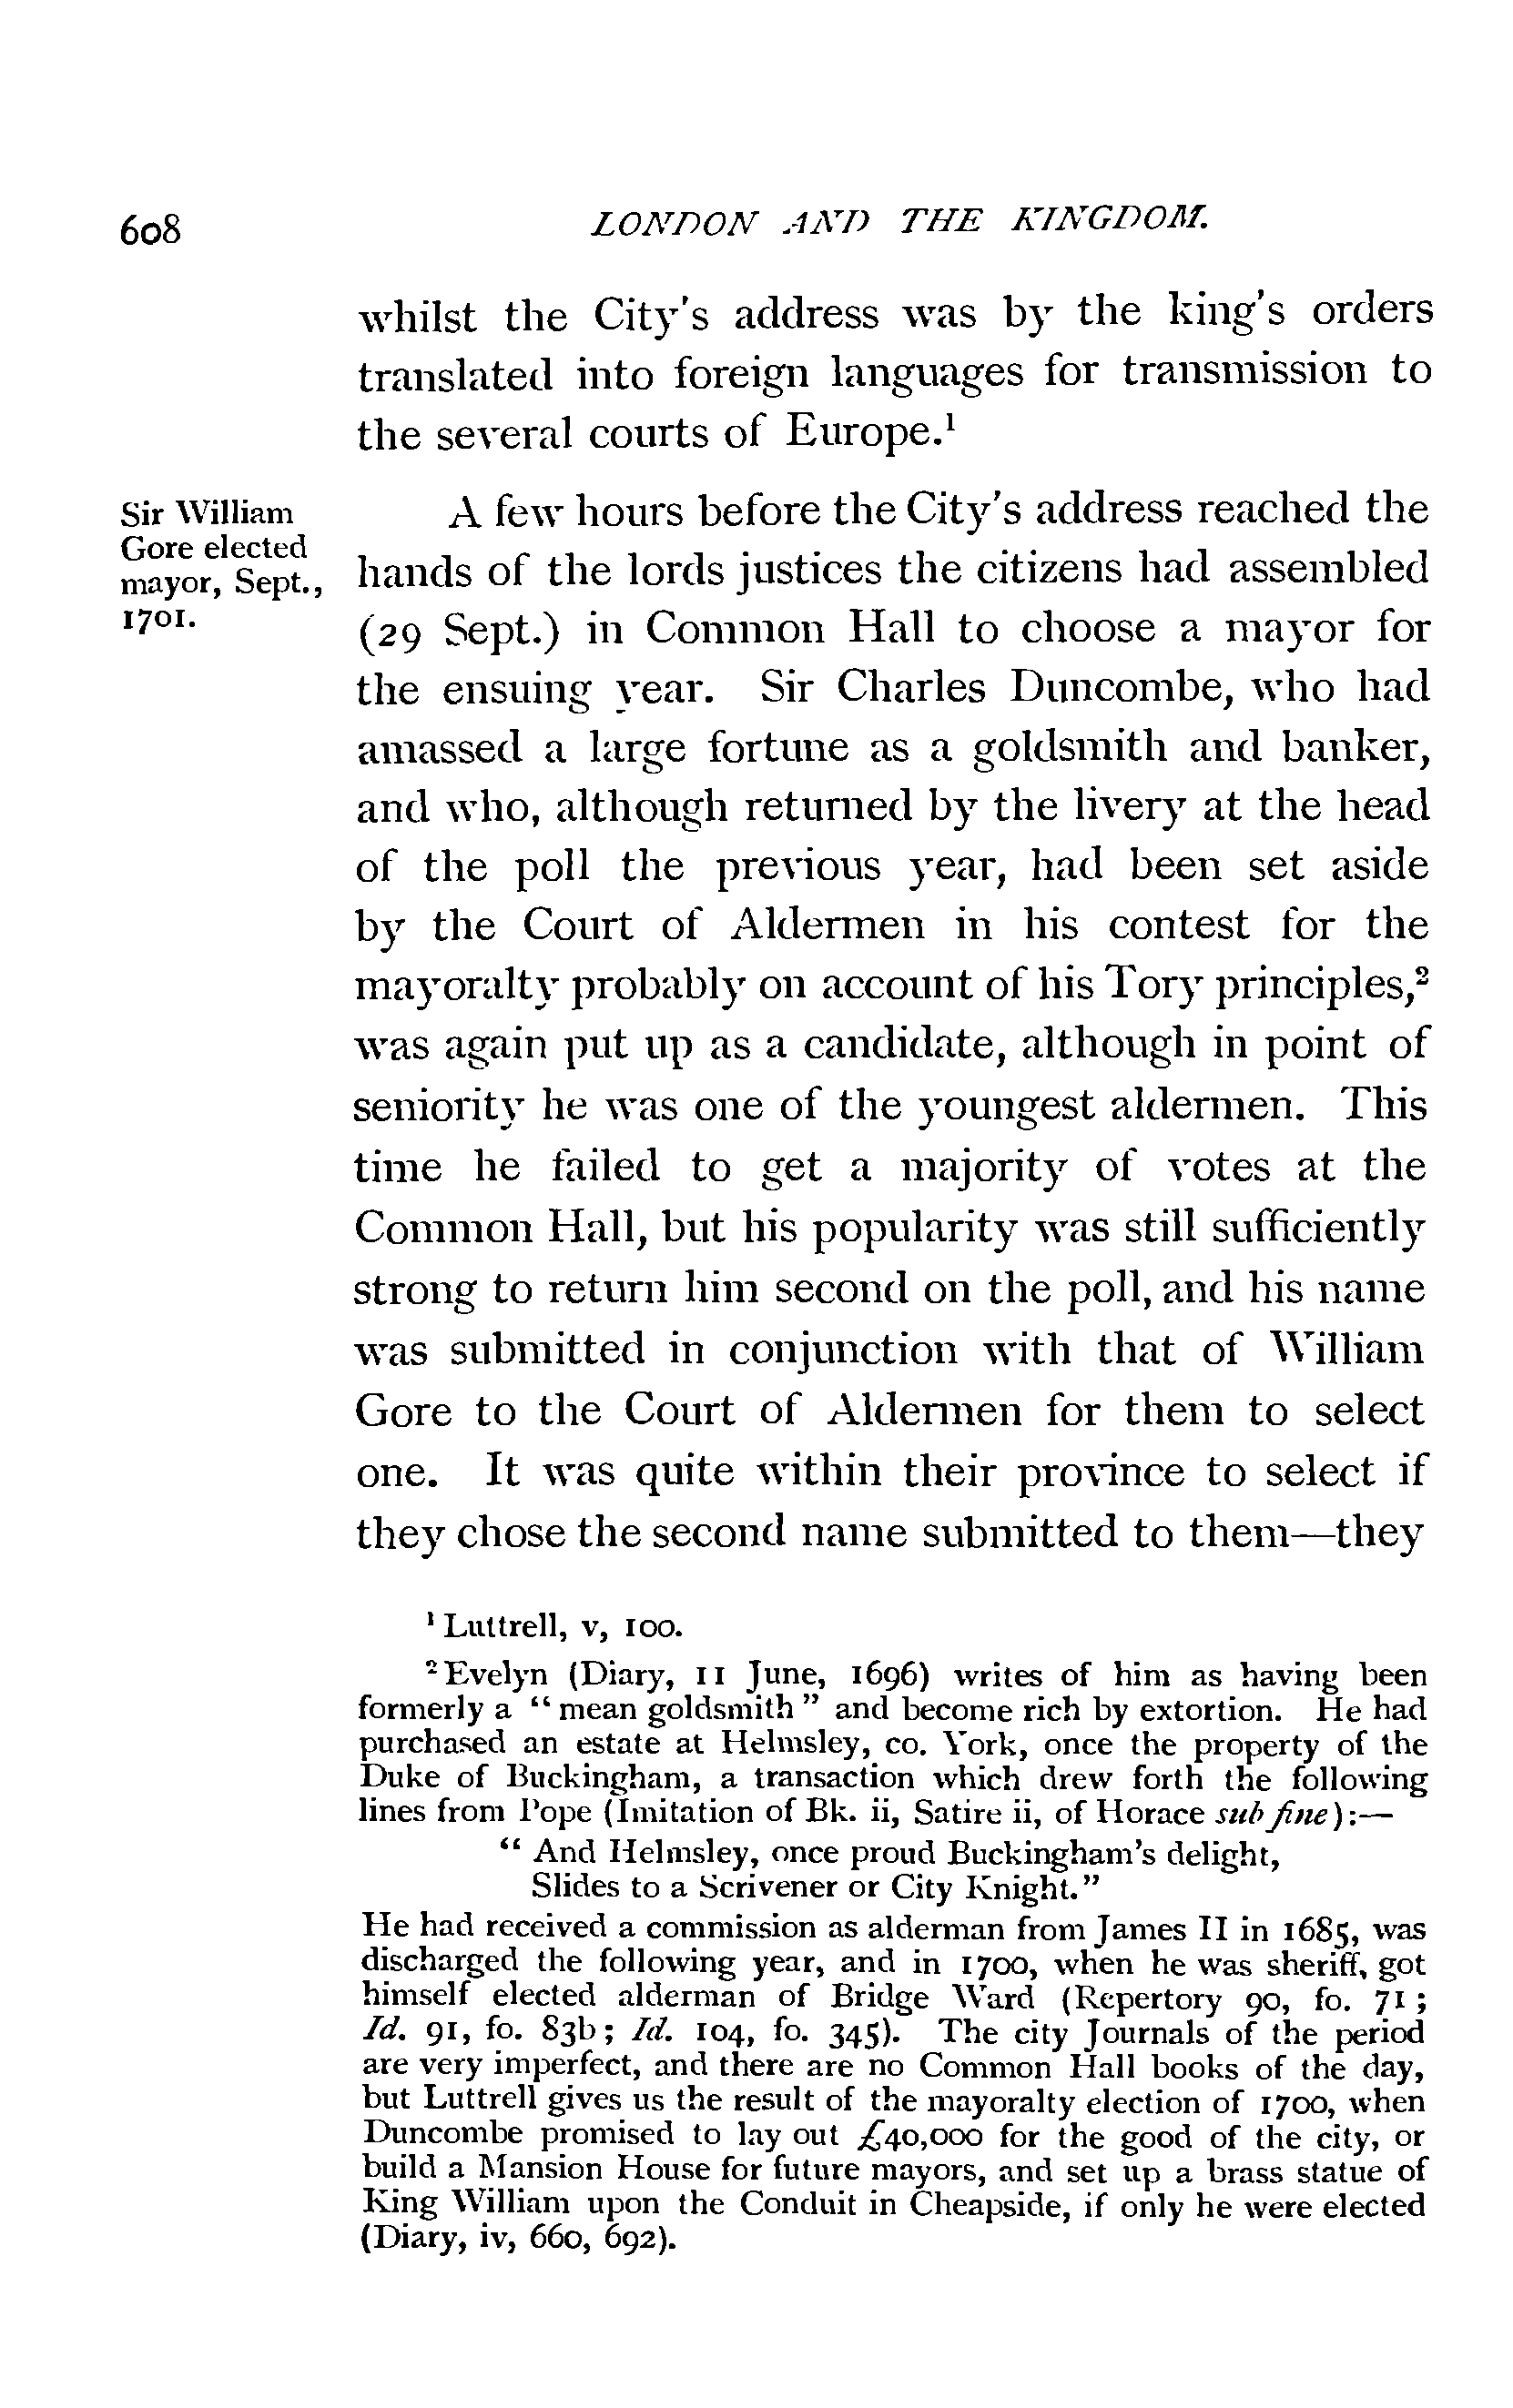 608 LONDON AND THE KINGDOM.
whilst the City's address was by the king's orders
translated into foreign languages for transmission to
the several courts of Europe.¹
Sir William
Gore elected
mayor, Sept.,
1701.
A few hours before the City's address reached the
hands of the lords justices the citizens had assembled
(29 Sept.) in Common Hall to choose a mayor for
the ensuing year. Sir Charles Duncombe, who had
amassed a large fortune as a goldsmith and banker,
and who, although returned by the livery at the head
of the poll the previous year, had been set aside
by the Court of Aldermen in his contest for the
mayoralty probably on account of his Tory principles,²
was again put up as a candidate, although in point of
seniority he was one of the youngest aldermen. This
time he failed to get a majority of votes at the
Common Hall, but his popularity was still sufficiently
strong to return him second on the poll, and his name
was submitted in conjunction with that of William
Gore to the Court of Aldermen for them to select
one. It was quite within their province to select if
they chose the second name submitted to them—they
¹ Luttrell, v, 100.
² Evelyn (Diary, 11 June, 1696) writes of him as having been
formerly a "mean goldsmith" and become rich by extortion. He had
purchased an estate at Helmsley, co. York, once the property of the
Duke of Buckingham, a transaction which drew forth the following
lines from Pope (Imitation of Bk. ii, Satire ii, of Horace sub fine):—
"And Helmsley, once proud Buckingham's delight,
Slides to a Scrivener or City Knight."
He had received a commission as alderman from James II in 1685, was
discharged the following year, and in 1700, when he was sheriff, got
himself elected alderman of Bridge Ward (Repertory 90, fo. 71;
Id. 91, fo. 83b; Id. 104, fo. 345). The city Journals of the period
are very imperfect, and there are no Common Hall books of the day,
but Luttrell gives us the result of the mayoralty election of 1700, when
Duncombe promised to lay out £40,000 for the good of the city, or
build a Mansion House for future mayors, and set up a brass statue of
King William upon the Conduit in Cheapside, if only he were elected
(Diary, iv, 660, 692).